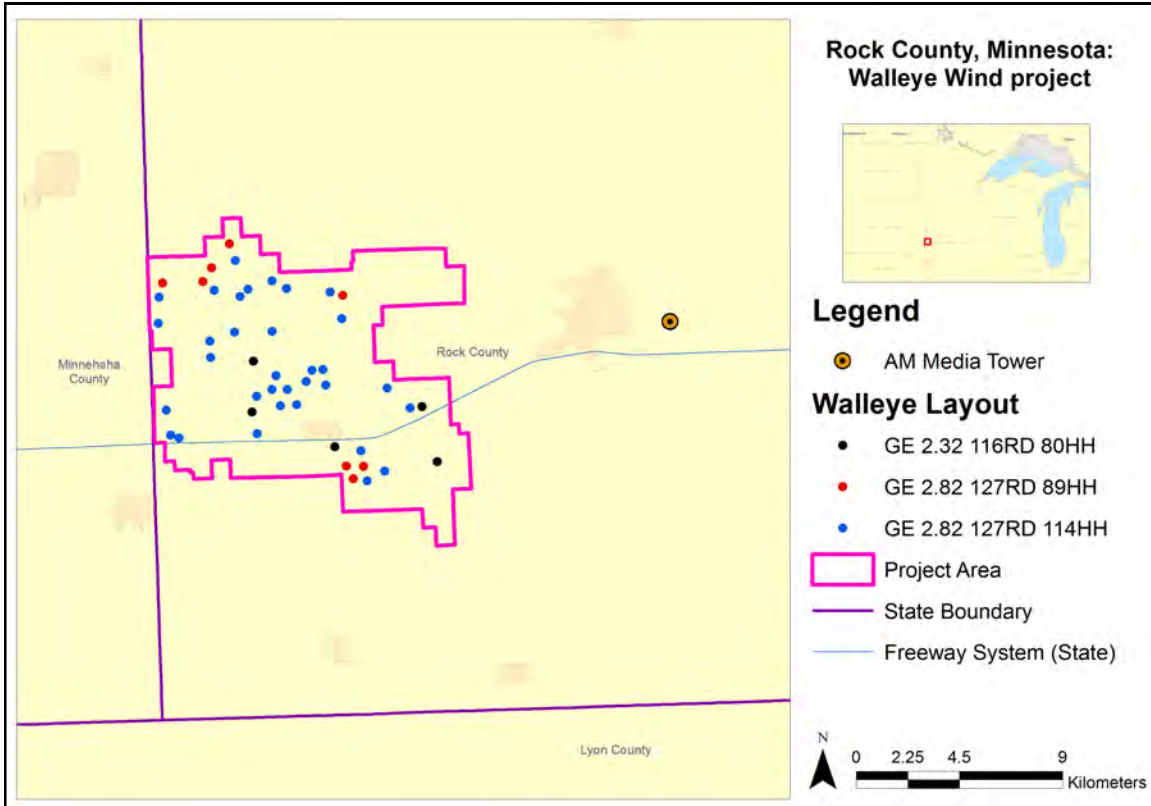 Rock County, Minnesota:
Walleye Wind project
Minnehaha
County
Rock County
Lyon County
Legend
AM Media Tower
Walleye Layout
GE 2.32 116RD 80HH
GE 2.82 127RD 89HH
GE 2.82 127RD 114HH
Project Area
State Boundary
Freeway System (State)
N
0 2.25 4.5 9
Kilometers